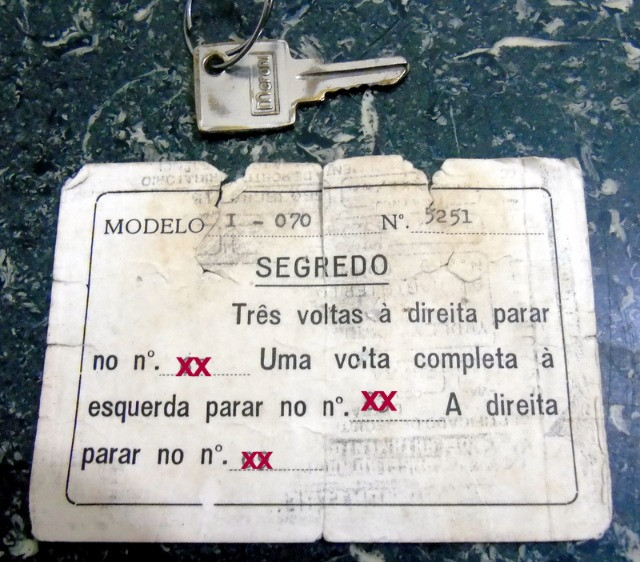 MODELO I - 070 Nº. 5251
SEGREDO
Três voltas à direita parar
no nº. XX Uma volta completa à
esquerda parar no nº. XX A direita
parar no nº. XX